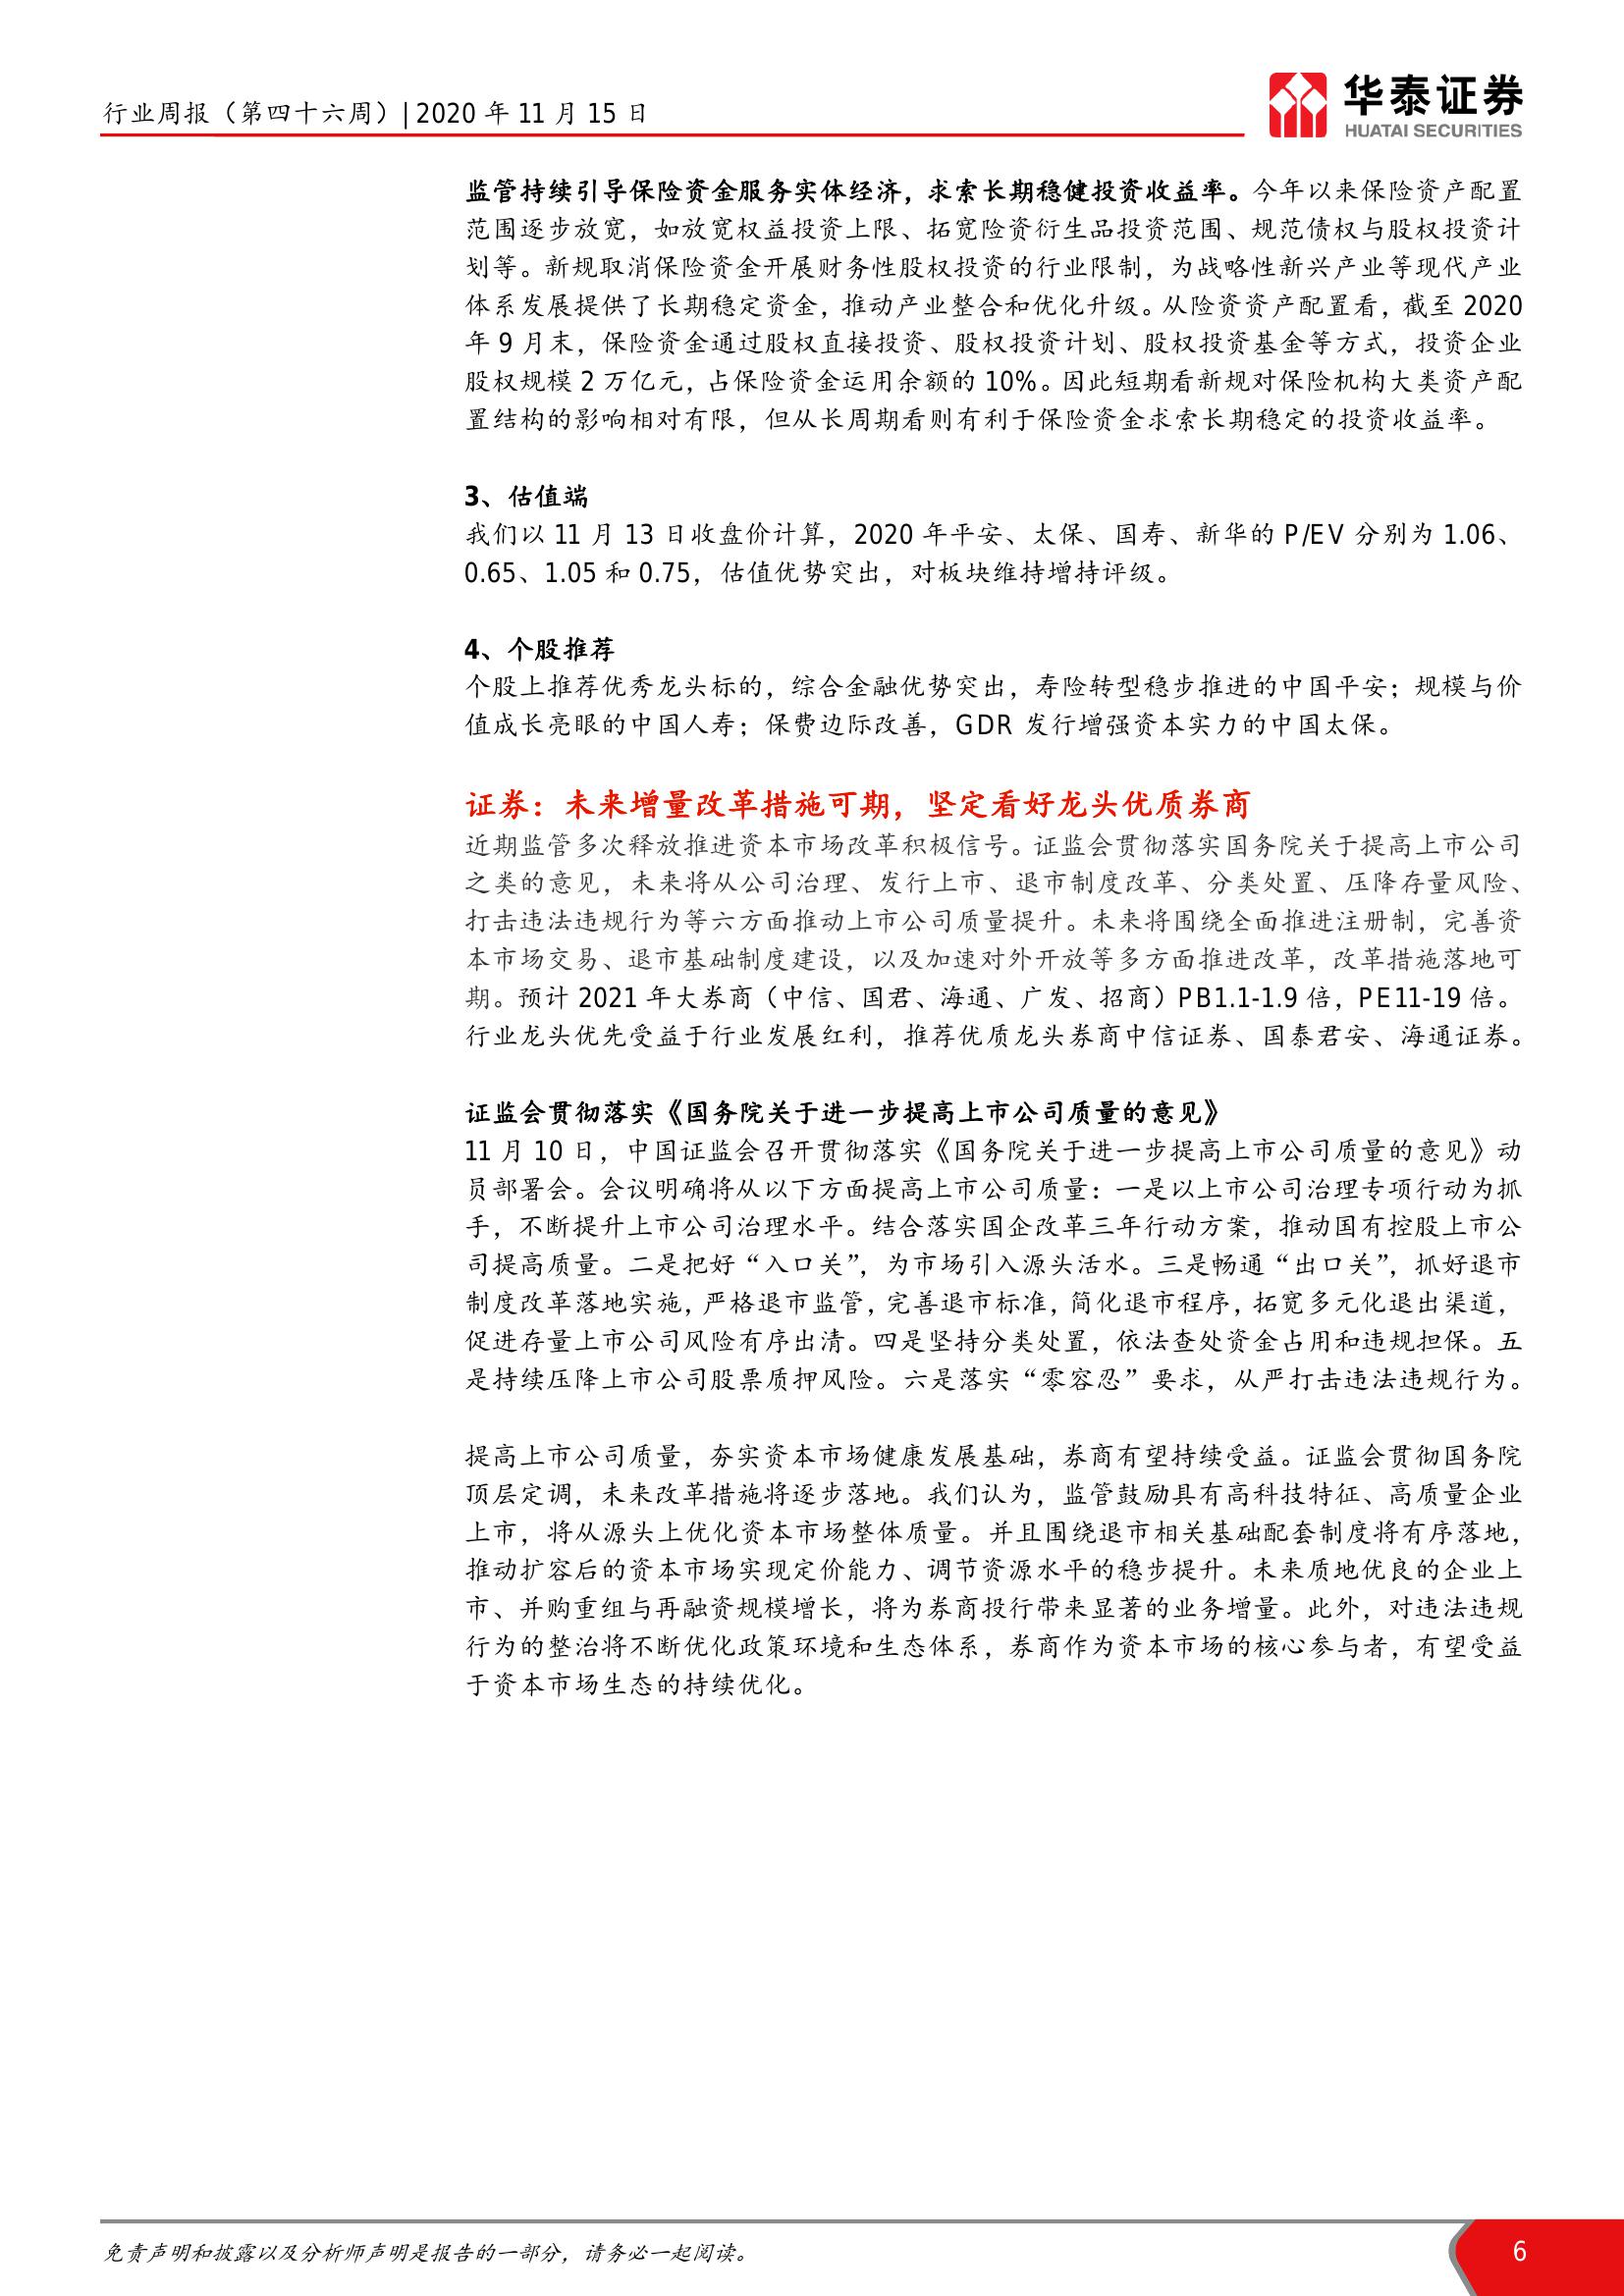 行业周报（第四十六周）| 2020 年 11 月 15 日
华泰证券
HUATAI SECURITIES
监管持续引导保险资金服务实体经济，求索长期稳健投资收益率。今年以来保险资产配置
范围逐步放宽，如放宽权益投资上限、拓宽险资衍生品投资范围、规范债权与股权投资计
划等。新规取消保险资金开展财务性股权投资的行业限制，为战略性新兴产业等现代产业
体系发展提供了长期稳定资金，推动产业整合和优化升级。从险资资产配置看，截至 2020
年 9 月末，保险资金通过股权直接投资、股权投资计划、股权投资基金等方式，投资企业
股权规模 2 万亿元，占保险资金运用余额的 10%。因此短期看新规对保险机构大类资产配
置结构的影响相对有限，但从长周期看则有利于保险资金求索长期稳定的投资收益率。
3、估值端
我们以 11 月 13 日收盘价计算，2020 年平安、太保、国寿、新华的 P/EV 分别为 1.06、
0.65、1.05 和 0.75，估值优势突出，对板块维持增持评级。
4、个股推荐
个股上推荐优秀龙头标的，综合金融优势突出，寿险转型稳步推进的中国平安；规模与价
值成长亮眼的中国人寿；保费边际改善，GDR 发行增强资本实力的中国太保。
证券：未来增量改革措施可期，坚定看好龙头优质券商
近期监管多次释放推进资本市场改革积极信号。证监会贯彻落实国务院关于提高上市公司
之类的意见，未来将从公司治理、发行上市、退市制度改革、分类处置、压降存量风险、
打击违法违规行为等六方面推动上市公司质量提升。未来将围绕全面推进注册制，完善资
本市场交易、退市基础制度建设，以及加速对外开放等多方面推进改革，改革措施落地可
期。预计 2021 年大券商（中信、国君、海通、广发、招商）PB1.1-1.9 倍，PE11-19 倍。
行业龙头优先受益于行业发展红利，推荐优质龙头券商中信证券、国泰君安、海通证券。
证监会贯彻落实《国务院关于进一步提高上市公司质量的意见》
11 月 10 日，中国证监会召开贯彻落实《国务院关于进一步提高上市公司质量的意见》动
员部署会。会议明确将从以下方面提高上市公司质量：一是以上市公司治理专项行动为抓
手，不断提升上市公司治理水平。结合落实国企改革三年行动方案，推动国有控股上市公
司提高质量。二是把好“入口关”，为市场引入源头活水。三是畅通“出口关”，抓好退市
制度改革落地实施，严格退市监管，完善退市标准，简化退市程序，拓宽多元化退出渠道，
促进存量上市公司风险有序出清。四是坚持分类处置，依法查处资金占用和违规担保。五
是持续压降上市公司股票质押风险。六是落实“零容忍”要求，从严打击违法违规行为。
提高上市公司质量，夯实资本市场健康发展基础，券商有望持续受益。证监会贯彻国务院
顶层定调，未来改革措施将逐步落地。我们认为，监管鼓励具有高科技特征、高质量企业
上市，将从源头上优化资本市场整体质量。并且围绕退市相关基础配套制度将有序落地，
推动扩容后的资本市场实现定价能力、调节资源水平的稳步提升。未来质地优良的企业上
市、并购重组与再融资规模增长，将为券商投行带来显著的业务增量。此外，对违法违规
行为的整治将不断优化政策环境和生态体系，券商作为资本市场的核心参与者，有望受益
于资本市场生态的持续优化。
免责声明和披露以及分析师声明是报告的一部分，请务必一起阅读。
6